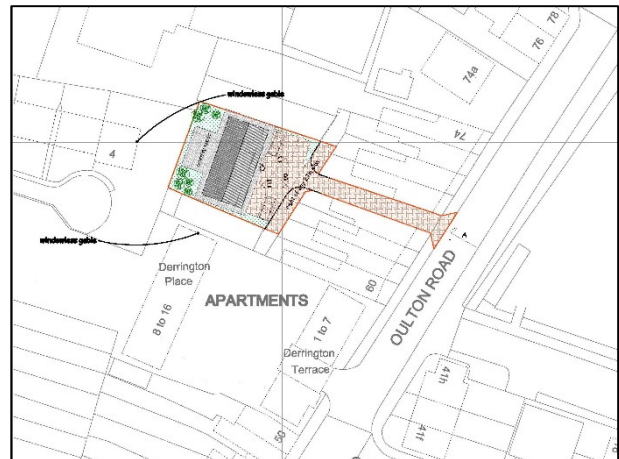 78
76
windowless gable
74a
74
4
windowless gable
OULTON ROAD
Derrington
Place
APARTMENTS
8 to 16
60
1 to 7
Derrington
Terrace
41h
41f
50
A